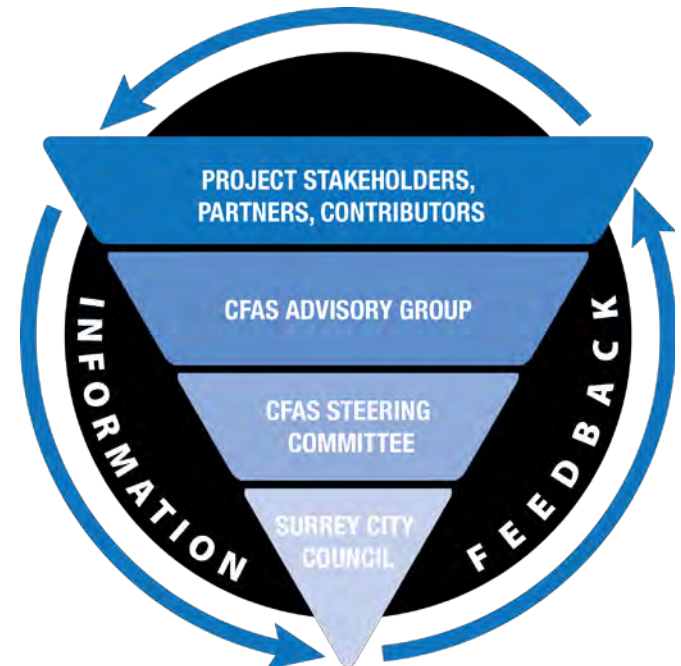 PROJECT STAKEHOLDERS,
PARTNERS, CONTRIBUTORS
CFAS ADVISORY GROUP
CFAS STEERING
COMMITTEE
SURREY CITY
COUNCIL
INFORMATION
FEEDBACK